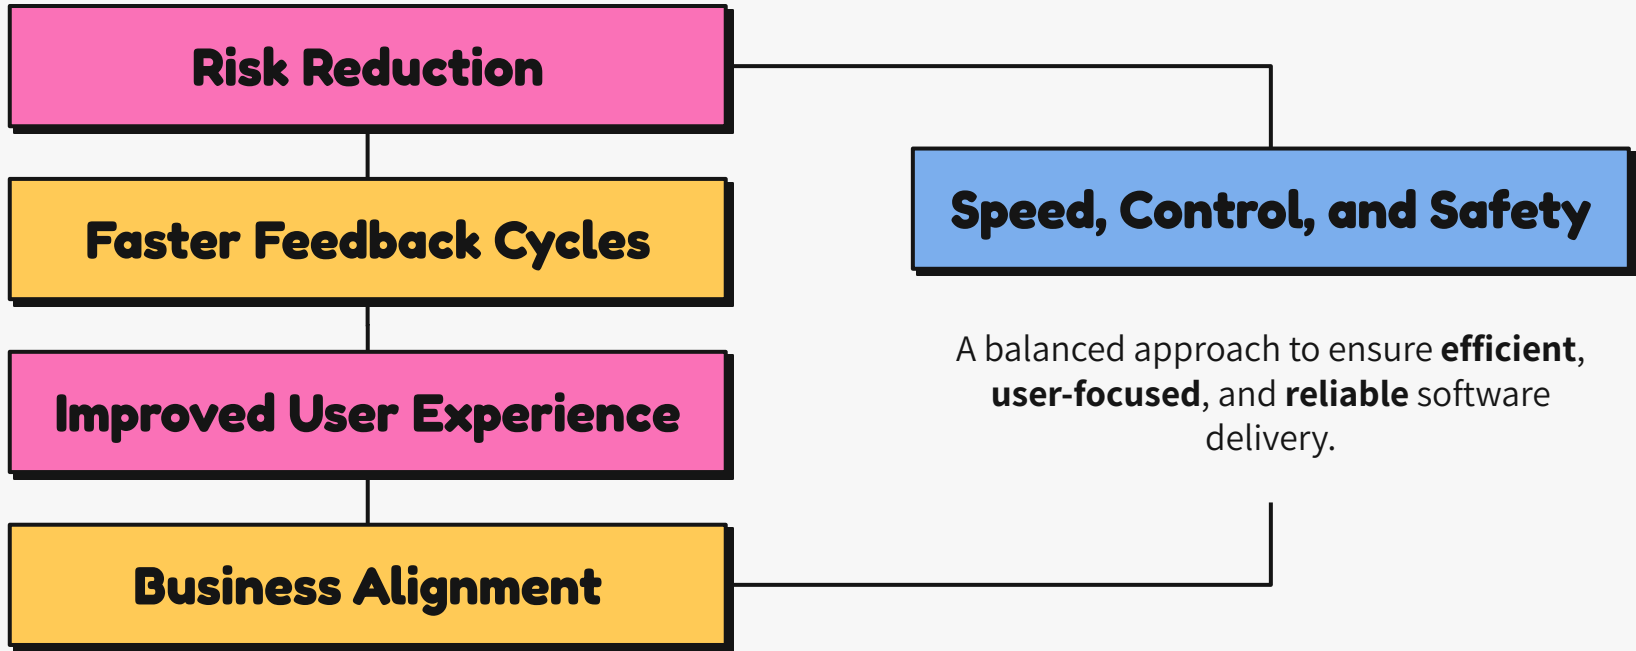 Risk Reduction
Faster Feedback Cycles
Improved User Experience
Business Alignment
Speed, Control, and Safety
A balanced approach to ensure efficient,
user-focused, and reliable software
delivery.